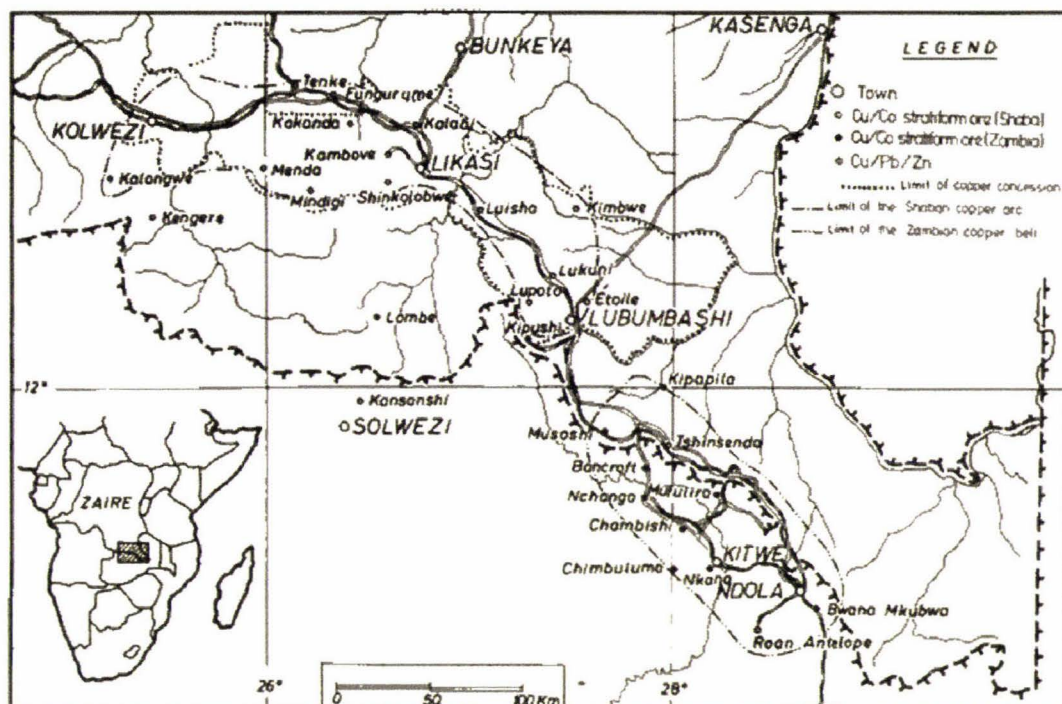 KASENGA
BUNKEYA
LEGEND
Town
Cu/Co stratiform ore (Shaba)
Cu/Co stratiform ore (Zambia)
Cu/Pb/Zn
Limit of copper concession
Limit of the Shaban copper arc
Limit of the Zambian copper belt
Tenke
Fungurume
KOLWEZI
Kakanda
Kambove
LIKASI
Kalongwe
Menda
Mindigi
Shinkolobwe
Kengere
Luisha
Kimbwe
Lukuni
Lupoto
Etoile
LUBUMBASHI
Kipushi
Lombe
12°
Kansanshi
Kipapila
SOLWEZI
Musoshi
Tshinsenda
Bancroft
Nchanga
Mufulira
Chambishi
KITWE
Chimbutuma
Nkana
NDOLA
Bwana Mkubwa
Roan Antelope
ZAIRE
26°
28°
0 50 100 Km